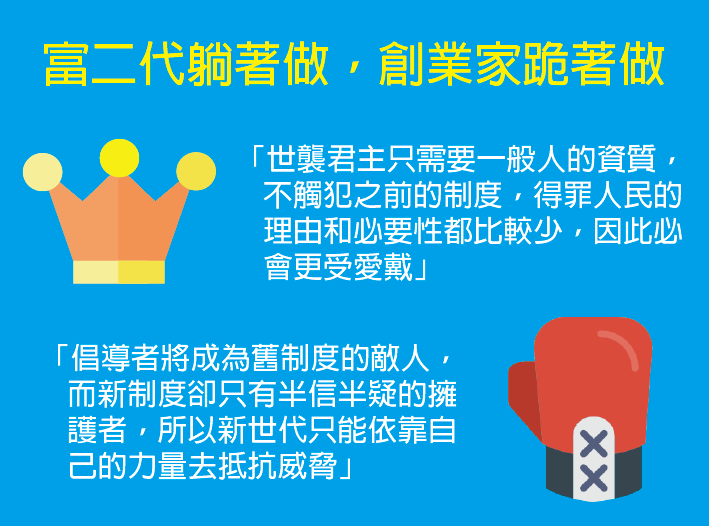 富二代躺著做，創業家跪著做
「世襲君主只需要一般人的資質，
不觸犯之前的制度，得罪人民的
理由和必要性都比較少，因此必
會更受愛戴」
「倡導者將成為舊制度的敵人，
而新制度卻只有半信半疑的擁
護者，所以新世代只能依靠自
己的力量去抵抗威脅」